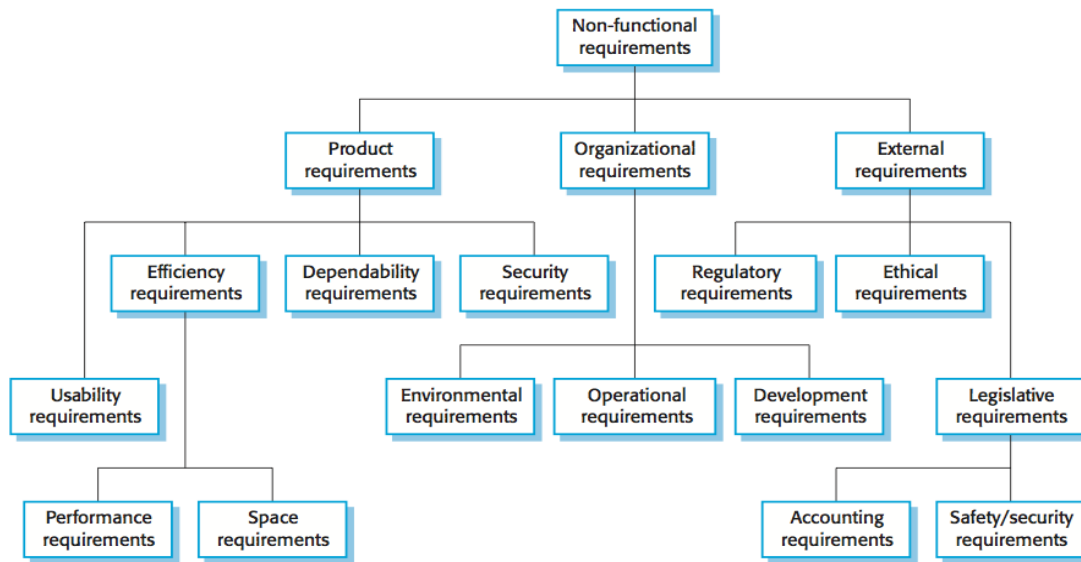 Non-functional
requirements
Product
requirements
Organizational
requirements
External
requirements
Efficiency
requirements
Dependability
requirements
Security
requirements
Regulatory
requirements
Ethical
requirements
Usability
requirements
Environmental
requirements
Operational
requirements
Development
requirements
Legislative
requirements
Performance
requirements
Space
requirements
Accounting
requirements
Safety/security
requirements